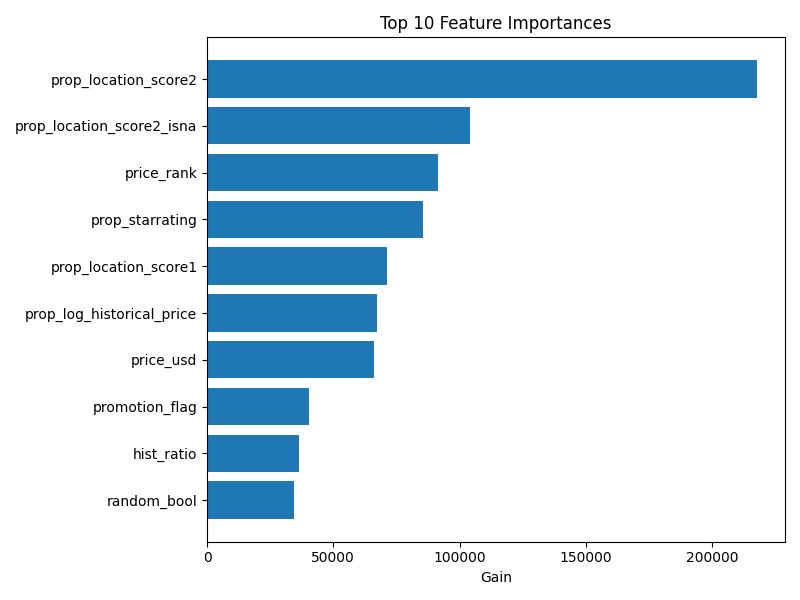 Top 10 Feature Importances
prop_location_score2
prop_location_score2_isna
price_rank
prop_starrating
prop_location_score1
prop_log_historical_price
price_usd
promotion_flag
hist_ratio
random_bool
0 50000 100000 150000 200000
Gain